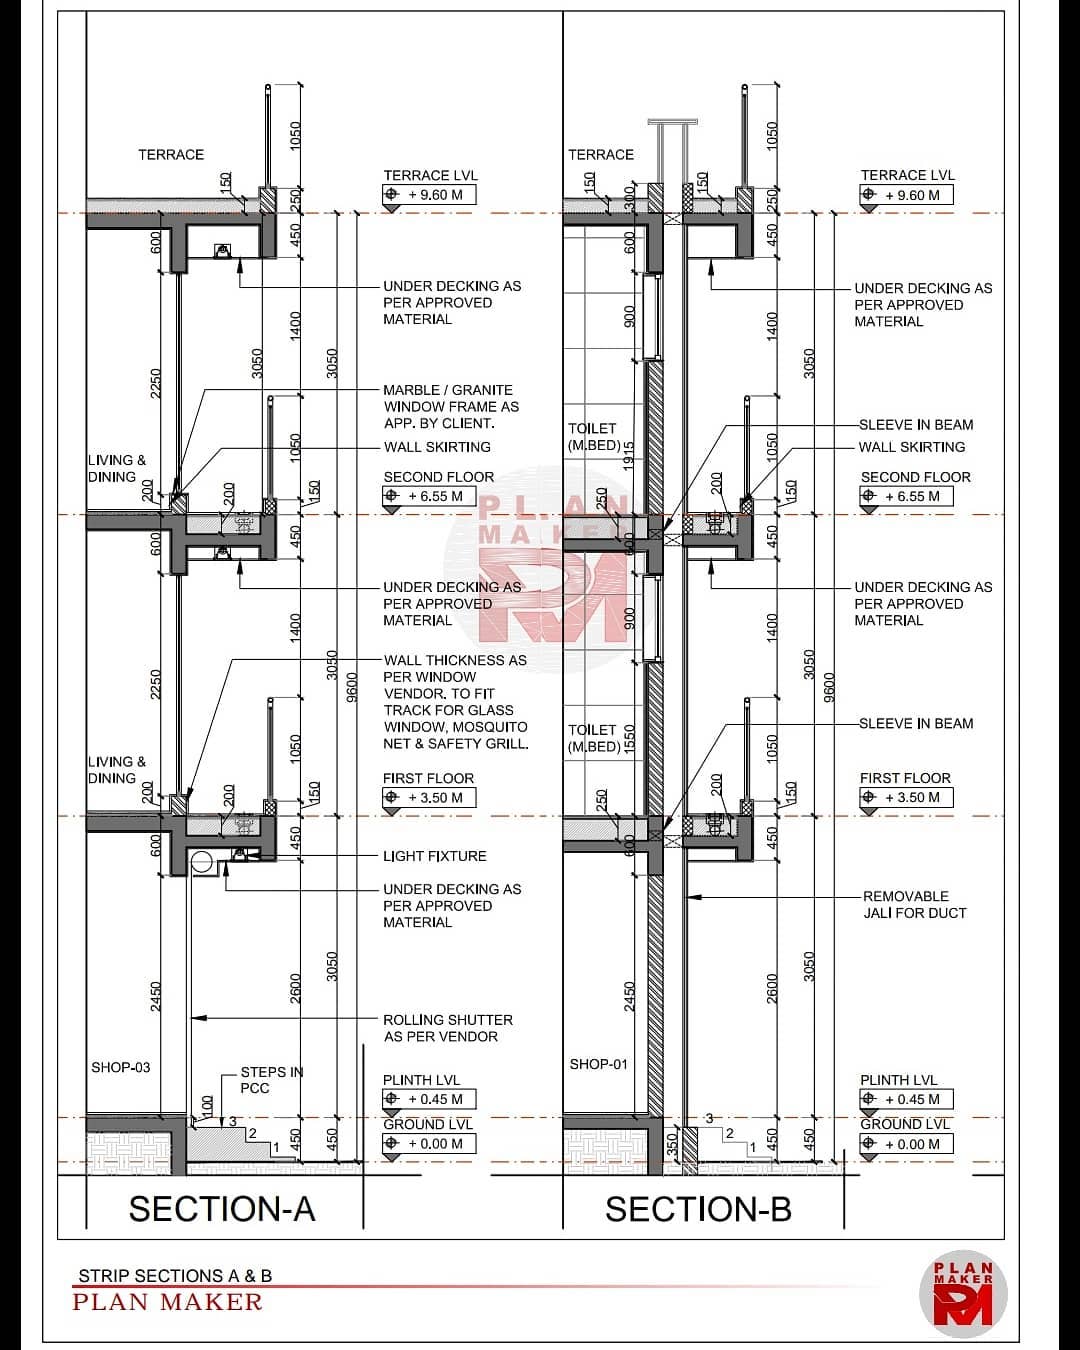 TERRACE
150
1050
250
TERRACE LVL
+ 9.60 M
600
450
UNDER DECKING AS
PER APPROVED
MATERIAL
1400
3050
3050
2250
MARBLE / GRANITE
WINDOW FRAME AS
APP. BY CLIENT.
WALL SKIRTING
1050
LIVING &
DINING
200
200
150
SECOND FLOOR
+ 6.55 M
600
450
UNDER DECKING AS
PER APPROVED
MATERIAL
1400
3050
9600
2250
WALL THICKNESS AS
PER WINDOW
VENDOR. TO FIT
TRACK FOR GLASS
WINDOW, MOSQUITO
NET & SAFETY GRILL.
1050
LIVING &
DINING
200
200
150
FIRST FLOOR
+ 3.50 M
600
450
LIGHT FIXTURE
UNDER DECKING AS
PER APPROVED
MATERIAL
2450
2600
3050
ROLLING SHUTTER
AS PER VENDOR
SHOP-03
STEPS IN
PCC
100
3
2
1
450
450
PLINTH LVL
+ 0.45 M
GROUND LVL
+ 0.00 M
SECTION-A
TERRACE
150
300
150
1050
250
TERRACE LVL
+ 9.60 M
600
450
UNDER DECKING AS
PER APPROVED
MATERIAL
900
1400
3050
TOILET
(M.BED)
1915
SLEEVE IN BEAM
WALL SKIRTING
1050
250
200
150
SECOND FLOOR
+ 6.55 M
600
450
UNDER DECKING AS
PER APPROVED
MATERIAL
900
1400
3050
9600
TOILET
(M.BED)
1550
SLEEVE IN BEAM
1050
250
200
150
FIRST FLOOR
+ 3.50 M
600
450
REMOVABLE
JALI FOR DUCT
2450
2600
3050
SHOP-01
350
3
2
1
450
450
PLINTH LVL
+ 0.45 M
GROUND LVL
+ 0.00 M
SECTION-B
PLAN
MAKER
STRIP SECTIONS A & B
PLAN MAKER
PLAN
MAKER